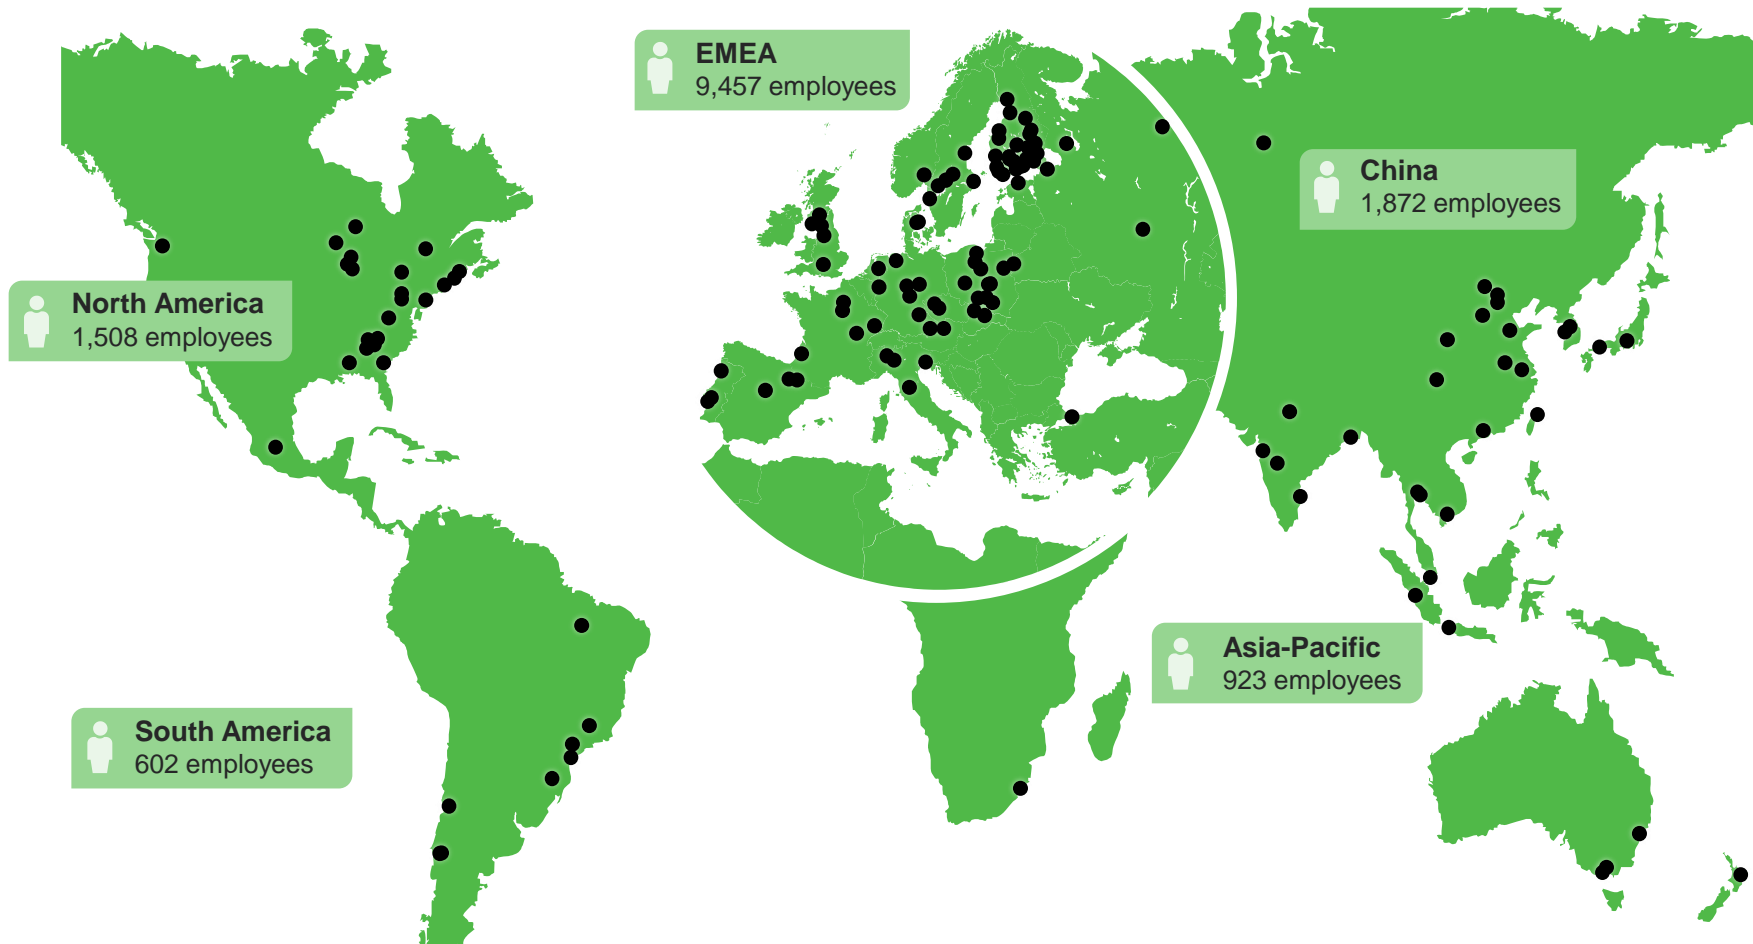 EMEA
9,457 employees
China
1,872 employees
North America
1,508 employees
Asia-Pacific
923 employees
South America
602 employees